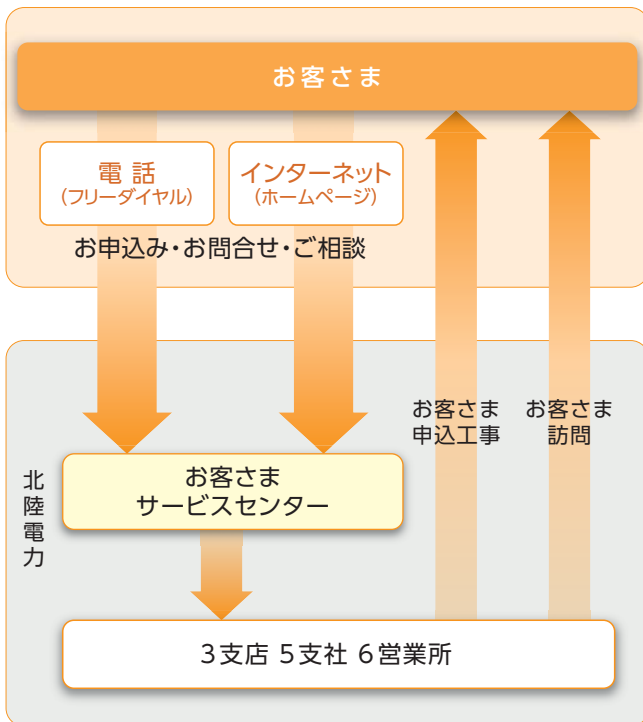 お客さま
電話
(フリーダイヤル)
インターネット
(ホームページ)
お申込み・お問合せ・ご相談
お客さま
申込工事
お客さま
訪問
北陸電力
お客さま
サービスセンター
3支店 5支社 6営業所